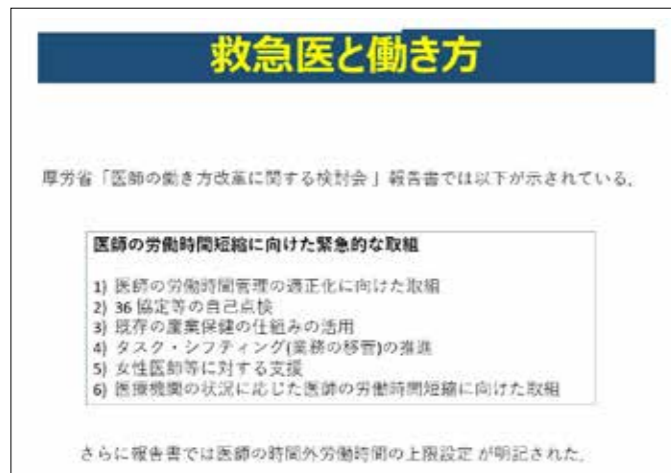 救急医と働き方
厚労省「医師の働き方改革に関する検討会」報告書では以下が示されている。
医師の労働時間短縮に向けた緊急的な取組
1) 医師の労働時間管理の適正化に向けた取組
2) 36 協定等の自己点検
3) 既存の産業保健の仕組みの活用
4) タスク・シフティング(業務の移管)の推進
5) 女性医師等に対する支援
6) 医療機関の状況に応じた医師の労働時間短縮に向けた取組
さらに報告書では医師の時間外労働時間の上限設定 が明記された。